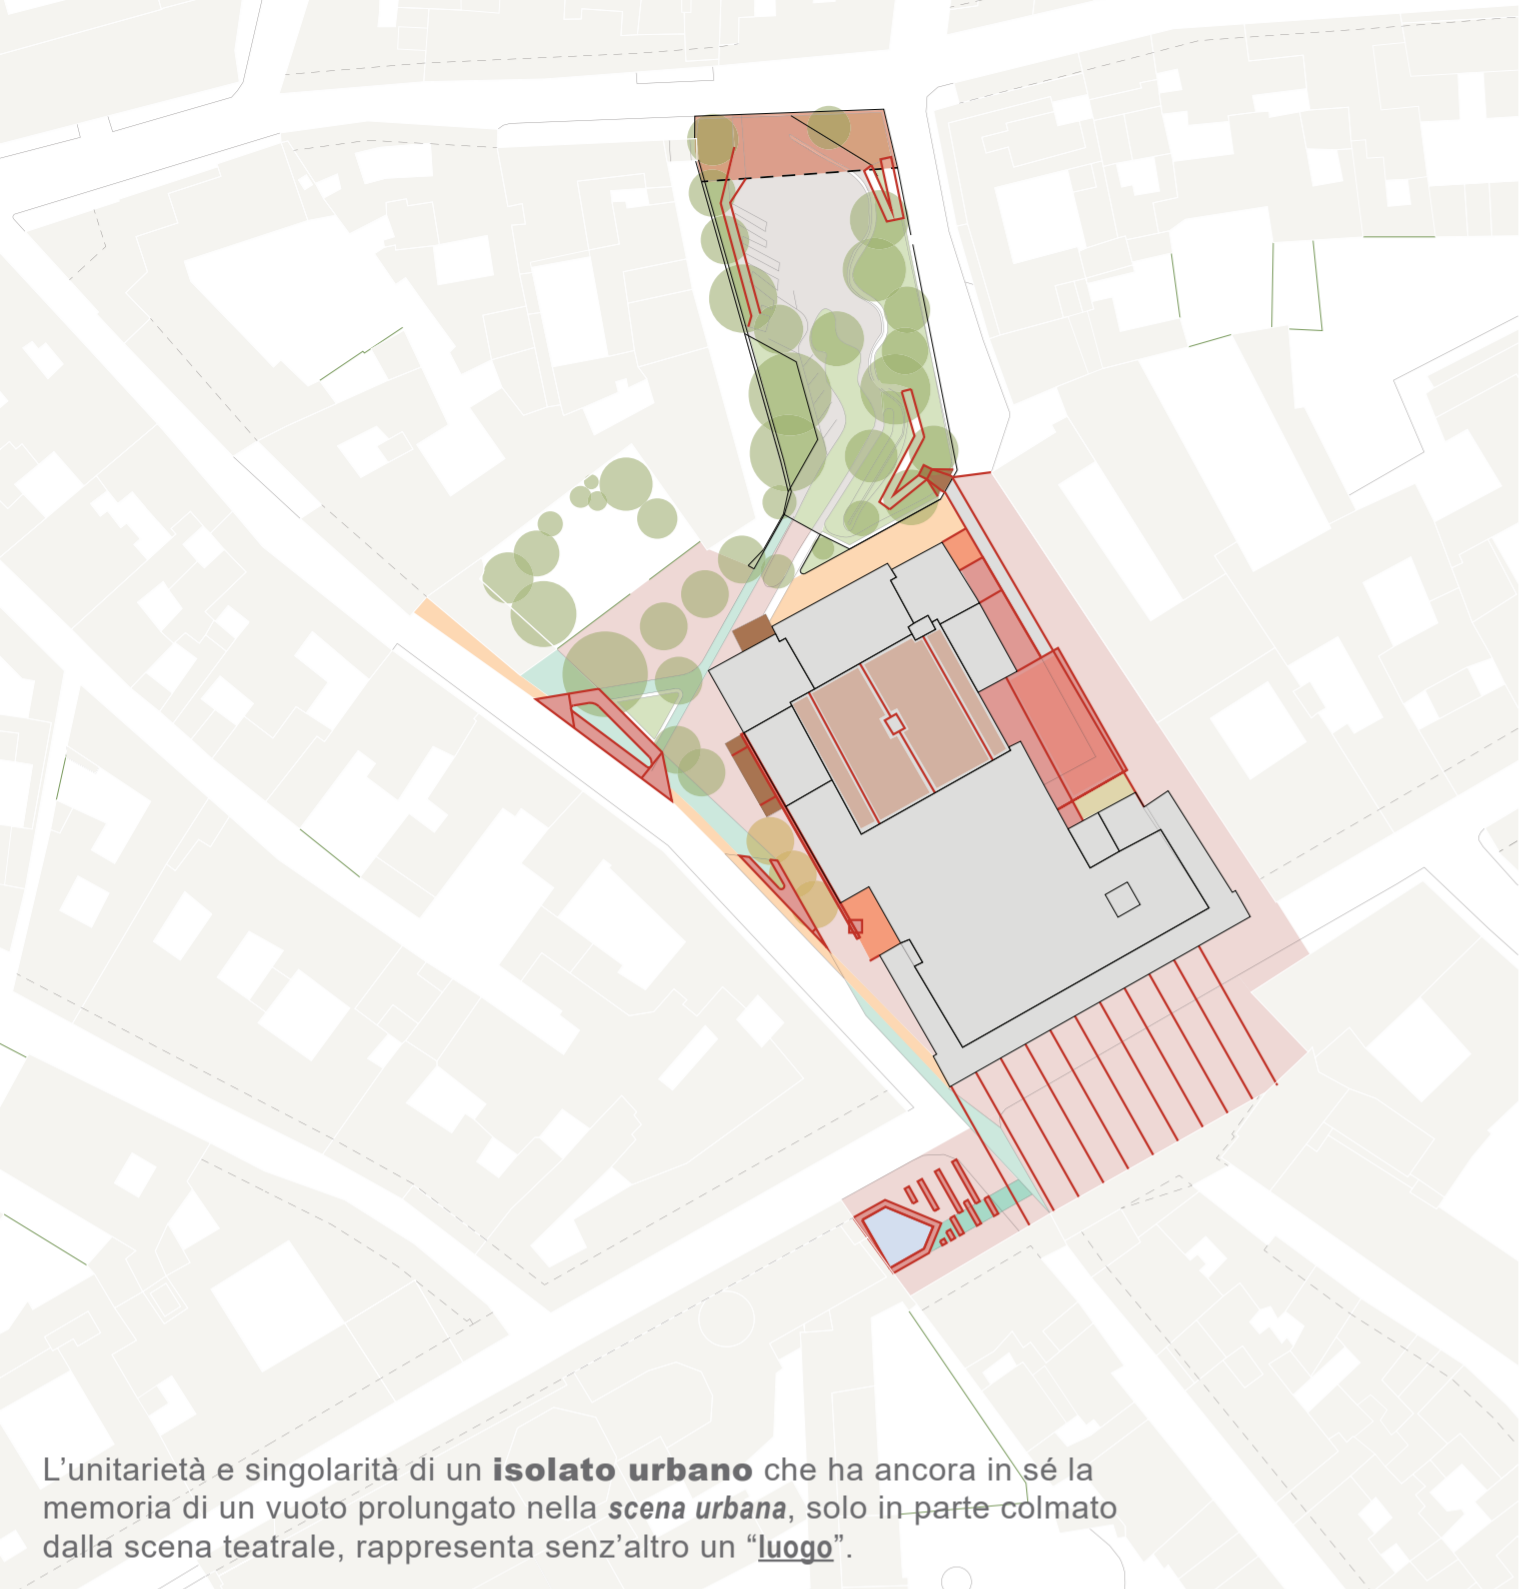 L’unitarietà e singolarità di un isolato urbano che ha ancora in sé la
memoria di un vuoto prolungato nella scena urbana, solo in parte colmato
dalla scena teatrale, rappresenta senz’altro un “luogo”.